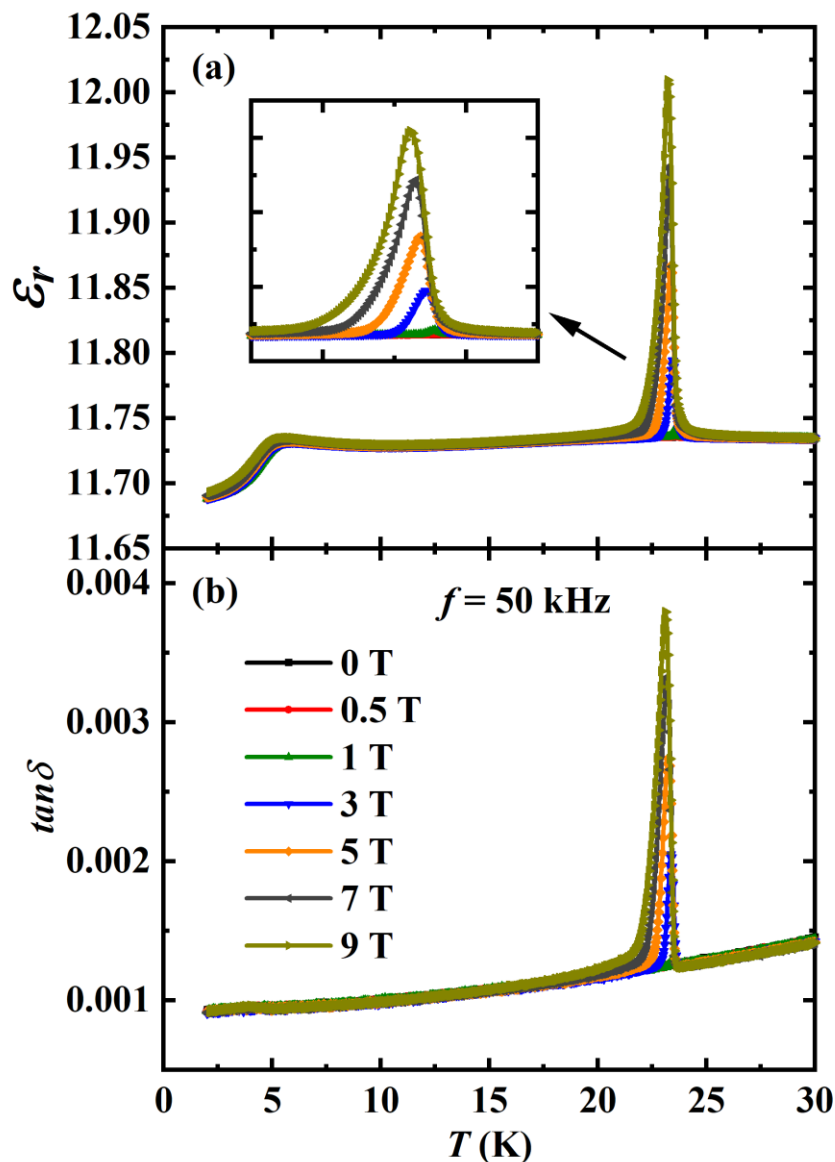 12.05
(a)
12.00
11.95
11.90
11.85
11.80
11.75
11.70
11.65
εr
0.004
(b)
f = 50 kHz
0 T
0.5 T
0.003
1 T
3 T
0.002
5 T
7 T
9 T
0.001
tanδ
0 5 10 15 20 25 30
T (K)